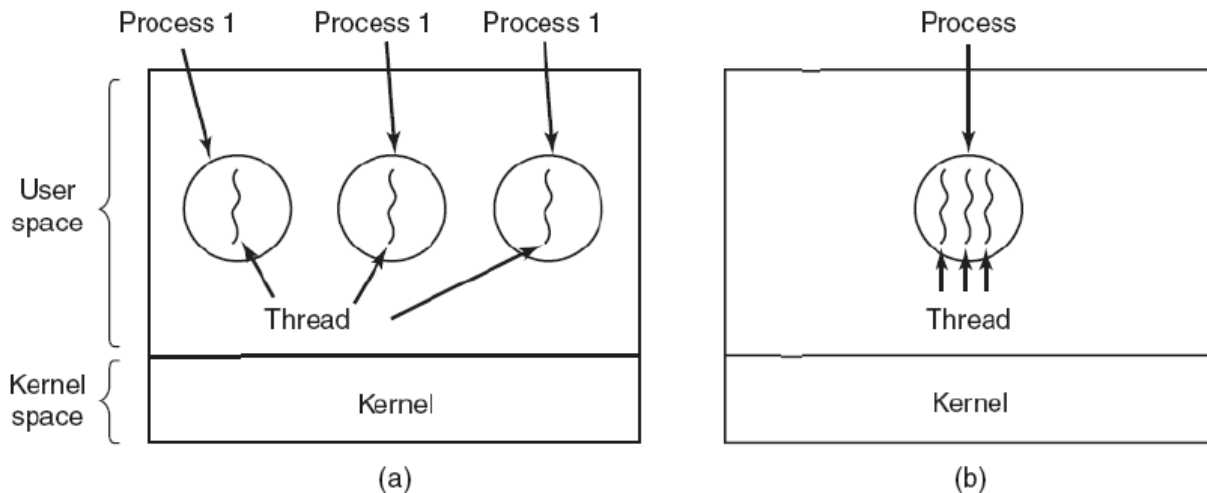 Process 1
Process 1
Process 1
Process
User
space
Thread
Thread
Kernel
space
Kernel
Kernel
(a)
(b)